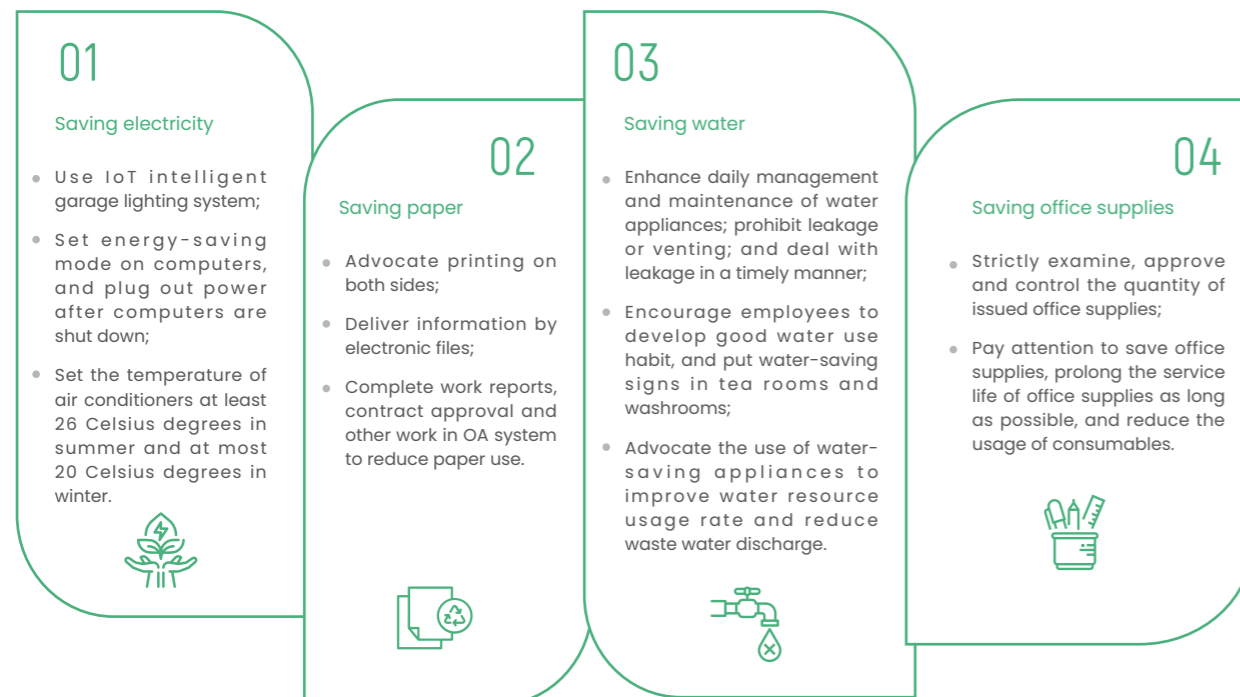 01
Saving electricity
Use IoT intelligent
garage lighting system;
Set energy-saving
mode on computers,
and plug out power
after computers are
shut down;
Set the temperature of
air conditioners at least
26 Celsius degrees in
summer and at most
20 Celsius degrees in
winter.
02
Saving paper
Advocate printing on
both sides;
Deliver information by
electronic files;
Complete work reports,
contract approval and
other work in OA system
to reduce paper use.
03
Saving water
Enhance daily management
and maintenance of water
appliances; prohibit leakage
or venting; and deal with
leakage in a timely manner;
Encourage employees to
develop good water use
habit, and put water-saving
signs in tea rooms and
washrooms;
Advocate the use of water-
saving appliances to
improve water resource
usage rate and reduce
waste water discharge.
04
Saving office supplies
Strictly examine, approve
and control the quantity of
issued office supplies;
Pay attention to save office
supplies, prolong the service
life of office supplies as long
as possible, and reduce the
usage of consumables.